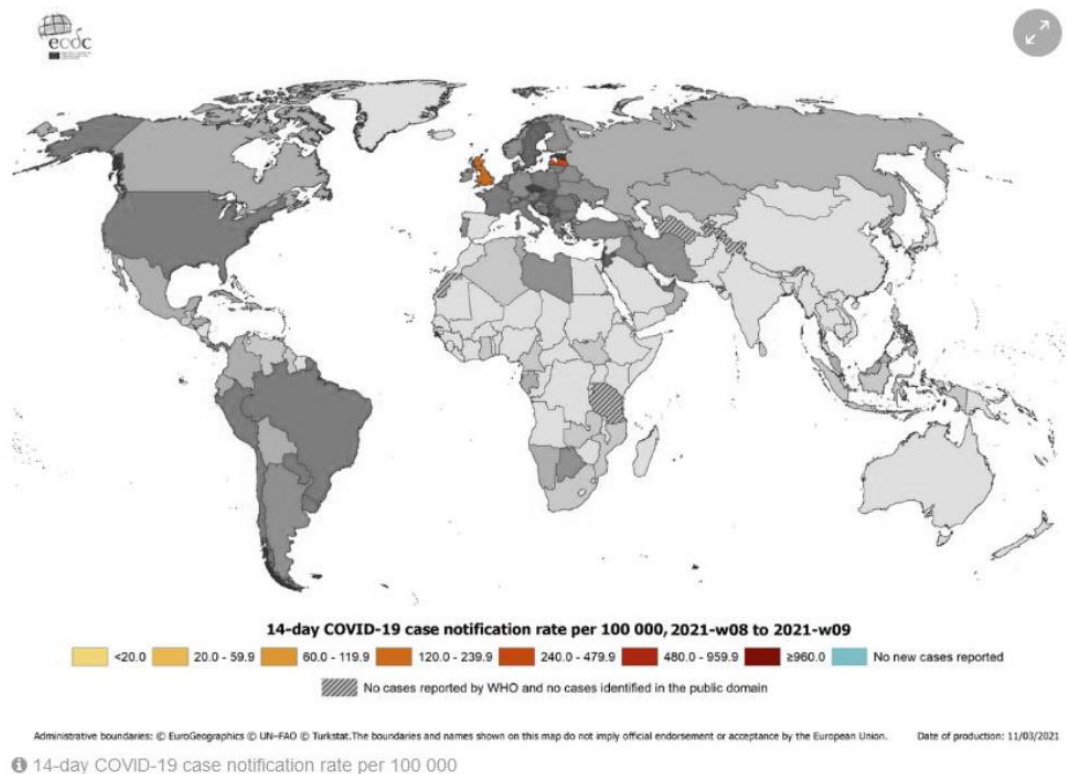 ecdc
14-day COVID-19 case notification rate per 100 000, 2021-w08 to 2021-w09
<20.0 20.0 - 59.9 60.0 - 119.9 120.0 - 239.9 240.0 - 479.9 480.0 - 959.9 ≥960.0 No new cases reported
No cases reported by WHO and no cases identified in the public domain
Administrative boundaries: © EuroGeographics © UN–FAO © Turkstat.The boundaries and names shown on this map do not imply official endorsement or acceptance by the European Union. Date of production: 11/03/2021
14-day COVID-19 case notification rate per 100 000